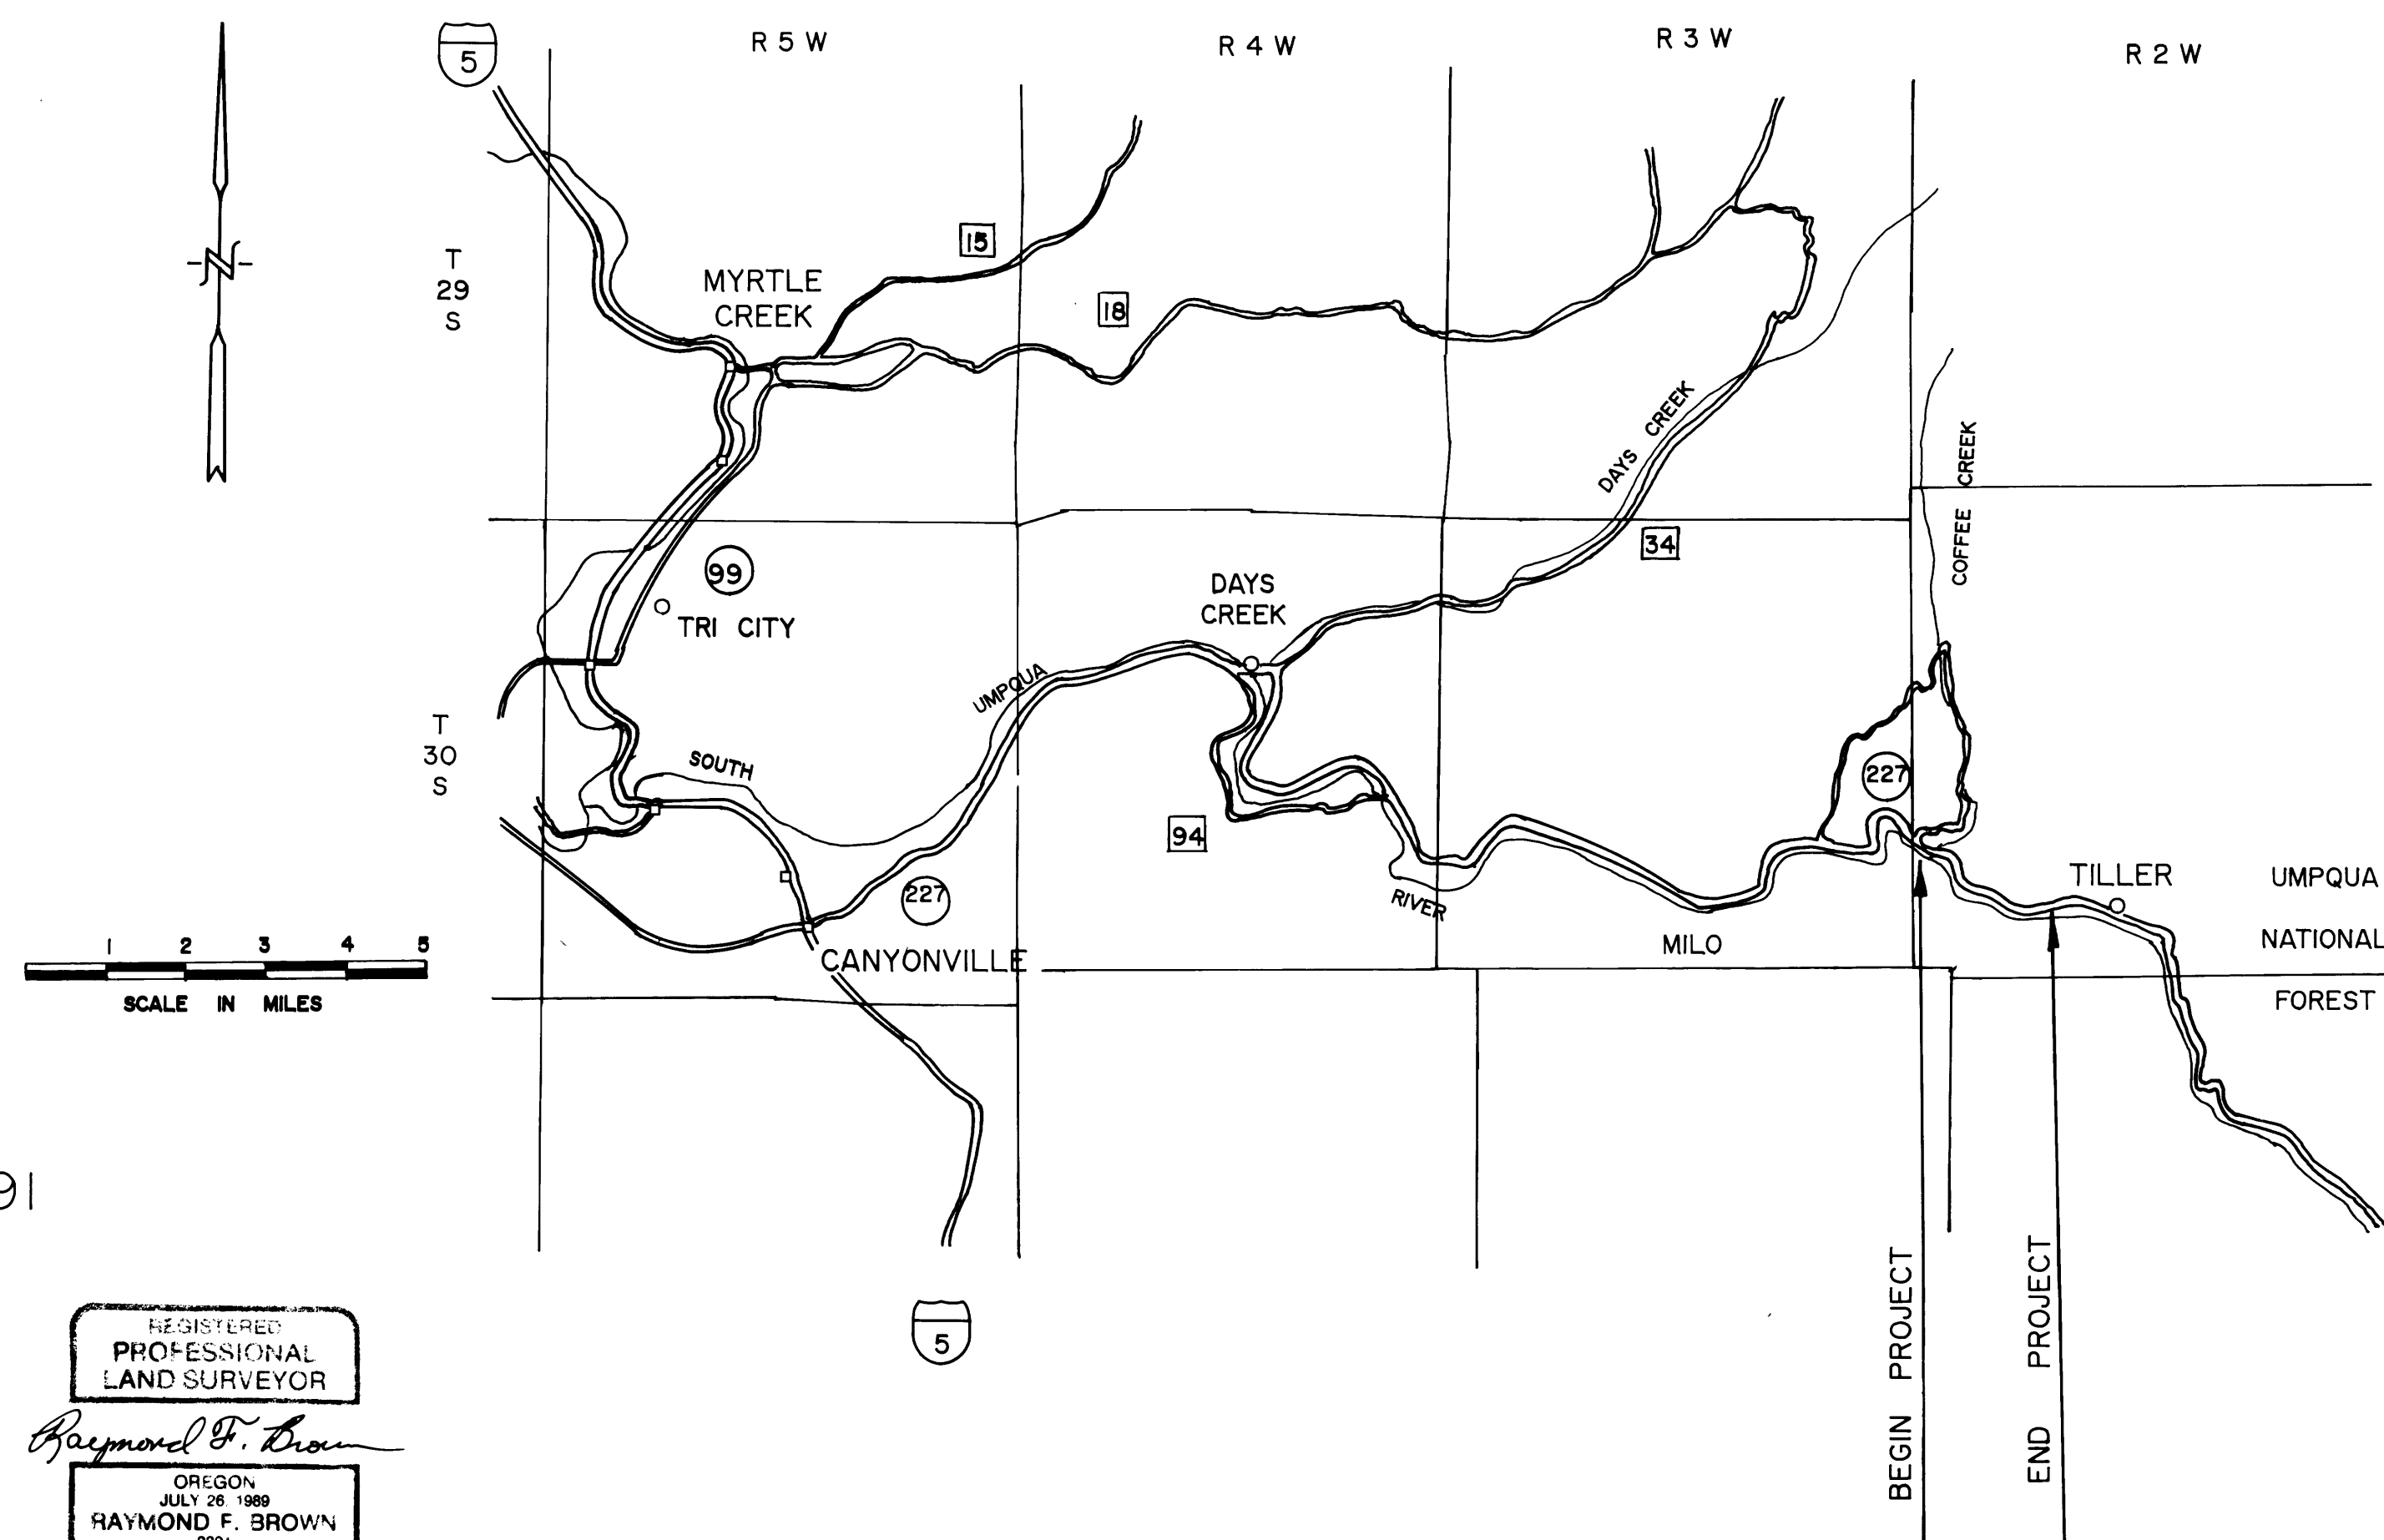 R 5 W
R 4 W
R 3 W
R 2 W
5
N
T
29
S
15
MYRTLE
CREEK
18
DAYS CREEK
COFFEE CREEK
34
99
TRI CITY
DAYS
CREEK
T
30
S
SOUTH
UMPQUA
RIVER
94
227
227
TILLER
UMPQUA
NATIONAL
FOREST
MILO
CANYONVILLE
1 2 3 4 5
SCALE IN MILES
91
5
BEGIN PROJECT
END PROJECT
REGISTERED
PROFESSIONAL
LAND SURVEYOR
Raymond F. Brown
OREGON
JULY 26, 1989
RAYMOND F. BROWN